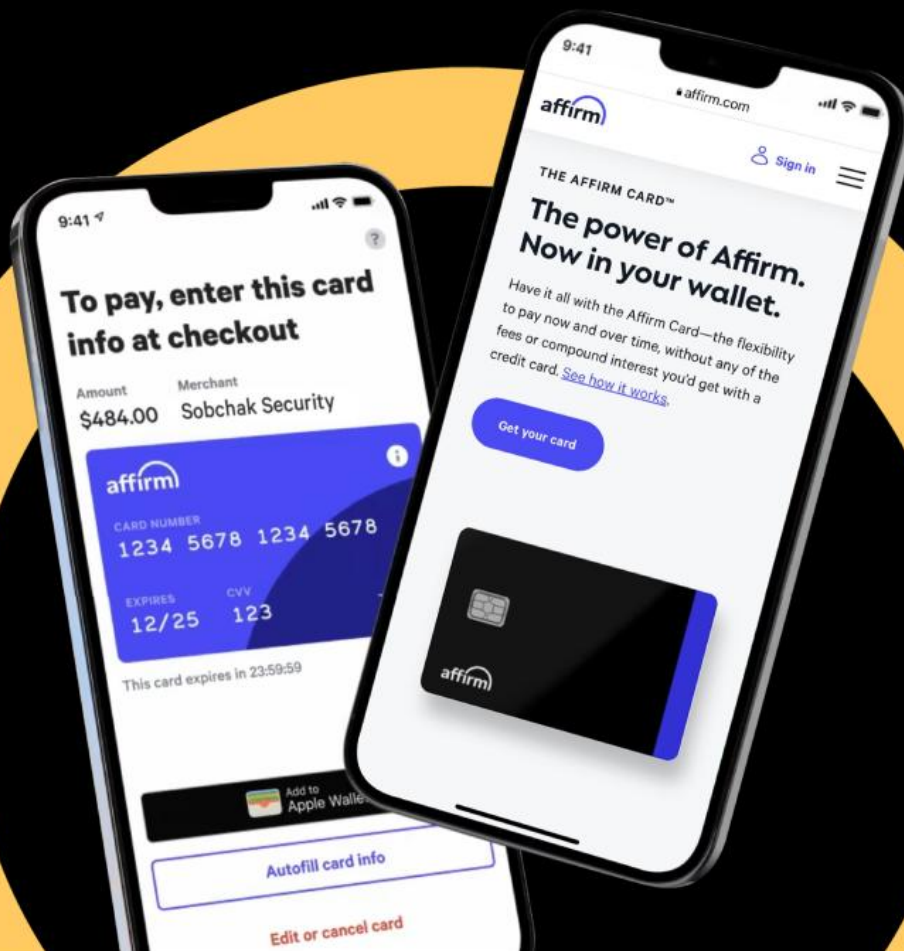 9:41
?
To pay, enter this card
info at checkout
Amount Merchant
$484.00 Sobchak Security
affirm
i
CARD NUMBER
1234 5678 1234 5678
EXPIRES CVV
12/25 123
This card expires in 23:59:59
Add to
Apple Walle
Autofill card info
Edit or cancel card
9:41
affirm.com
affirm
Sign in
THE AFFIRM CARD™
The power of Affirm.
Now in your wallet.
Have it all with the Affirm Card—the flexibility
to pay now and over time, without any of the
fees or compound interest you'd get with a
credit card. See how it works.
Get your card
affirm